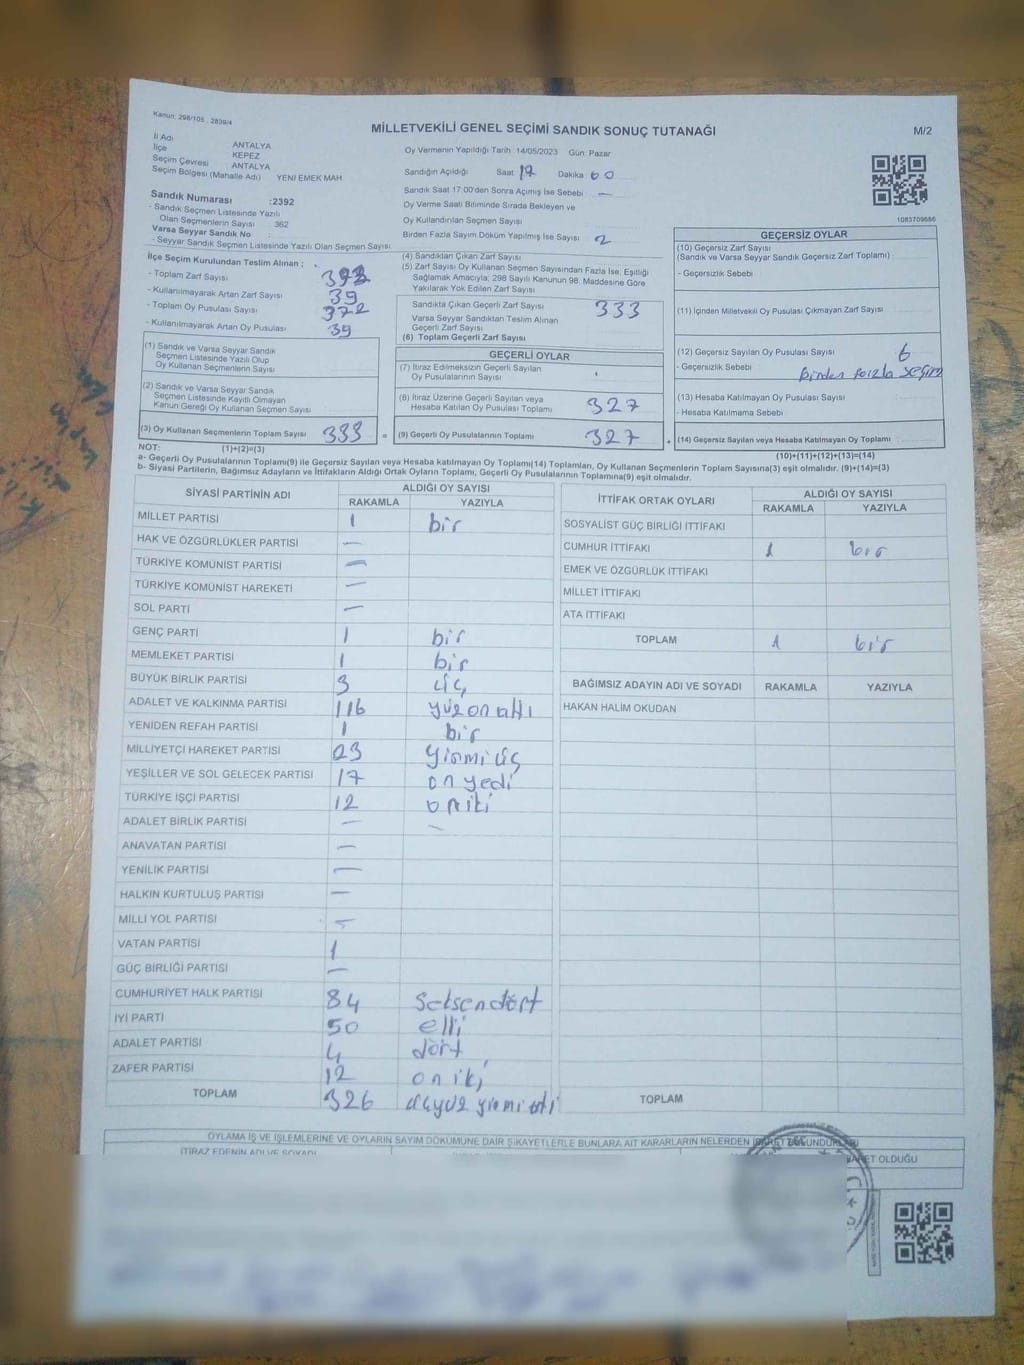 Kanun: 298/105 , 2839/4
MİLLETVEKİLİ GENEL SEÇİMİ SANDIK SONUÇ TUTANAĞI
M/2
İl Adı ANTALYA
İlçe KEPEZ
Seçim Çevresi ANTALYA
Seçim Bölgesi (Mahalle Adı) YENİ EMEK MAH.
Sandık Numarası :2392
- Sandık Seçmen Listesinde Yazılı
Olan Seçmenlerin Sayısı : 362
Varsa Seyyar Sandık No :
- Seyyar Sandık Seçmen Listesinde Yazılı Olan Seçmen Sayısı
İlçe Seçim Kurulundan Teslim Alınan ;
- Toplam Zarf Sayısı
- Kullanılmayarak Artan Zarf Sayısı 39
- Toplam Oy Pusulası Sayısı 372
- Kullanılmayarak Artan Oy Pusulası 39
(1) Sandık ve Varsa Seyyar Sandık
Seçmen Listesinde Yazılı Olup
Oy Kullanan Seçmenlerin Sayısı
(2) Sandık ve Varsa Seyyar Sandık
Seçmen Listesinde Kayıtlı Olmayan
Kanun Gereği Oy Kullanan Seçmen Sayısı
(3) Oy Kullanan Seçmenlerin Toplam Sayısı 333
Oy Vermenin Yapıldığı Tarih :14/05/2023 Gün: Pazar
Sandığın Açıldığı Saat 17 Dakika 00
Sandık Saat 17:00'den Sonra Açımış İse Sebebi —
Oy Verme Saati Bitiminde Sırada Bekleyen ve
Oy Kullandırılan Seçmen Sayısı
Birden Fazla Sayım Döküm Yapılmış İse Sayısı 2
(4) Sandıktan Çıkan Zarf Sayısı
(5) Zarf Sayısı Oy Kullanan Seçmen Sayısından Fazla İse, Eşitliği
Sağlamak Amacıyla; 298 Sayılı Kanunun 98. Maddesine Göre
Yakılarak Yok Edilen Zarf Sayısı
Sandıkta Çıkan Geçerli Zarf Sayısı 333
Varsa Seyyar Sandıktan Teslim Alınan
Geçerli Zarf Sayısı
(6) Toplam Geçerli Zarf Sayısı
GEÇERLİ OYLAR
(7) İtiraz Edilmeksizin Geçerli Sayılan
Oy Pusulalarının Sayısı
(8) İtiraz Üzerine Geçerli Sayılan veya
Hesaba Katılan Oy Pusulası Toplamı 327
= (9) Geçerli Oy Pusulalarının Toplamı 327
1083709686
GEÇERSİZ OYLAR
(10) Geçersiz Zarf Sayısı
(Sandık ve Varsa Seyyar Sandık Geçersiz Zarf Toplamı)
- Geçersizlik Sebebi
(11) İçinden Milletvekili Oy Pusulası Çıkmayan Zarf Sayısı
(12) Geçersiz Sayılan Oy Pusulası Sayısı 6
- Geçersizlik Sebebi Birden fazla seçim
(13) Hesaba Katılmayan Oy Pusulası Sayısı
- Hesaba Katılmama Sebebi
+ (14) Geçersiz Sayılan veya Hesaba Katılmayan Oy Toplamı
NOT: (1)+(2)=(3)
(10)+(11)+(12)+(13)=(14)
a- Geçerli Oy Pusulalarının Toplamı(9) ile Geçersiz Sayılan veya Hesaba Katılmayan Oy Toplamı(14) Toplamları, Oy Kullanan Seçmenlerin Toplam Sayısına(3) eşit olmalıdır. (9)+(14)=(3)
b- Siyasi Partilerin, Bağımsız Adayların ve İttifakların Aldığı Ortak Oyların Toplamı, Geçerli Oy Pusulalarının Toplamına(9) eşit olmalıdır.
SİYASİ PARTİNİN ADI ALDIĞI OY SAYISI
RAKAMLA YAZIYLA
MİLLET PARTİSİ 1 bir
HAK VE ÖZGÜRLÜKLER PARTİSİ —
TÜRKİYE KOMÜNİST PARTİSİ —
TÜRKİYE KOMÜNİST HAREKETİ —
SOL PARTİ —
GENÇ PARTİ 1 bir
MEMLEKET PARTİSİ 1 bir
BÜYÜK BİRLİK PARTİSİ 3 üç
ADALET VE KALKINMA PARTİSİ 116 yüzonaltı
YENİDEN REFAH PARTİSİ 1 bir
MİLLİYETÇİ HAREKET PARTİSİ 23 yirmi üç
YEŞİLLER VE SOL GELECEK PARTİSİ 17 on yedi
TÜRKİYE İŞÇİ PARTİSİ 12 oniki
ADALET BİRLİK PARTİSİ — —
ANAVATAN PARTİSİ —
YENİLİK PARTİSİ —
HALKIN KURTULUŞ PARTİSİ —
MİLLİ YOL PARTİSİ —
VATAN PARTİSİ 1
GÜÇ BİRLİĞİ PARTİSİ —
CUMHURİYET HALK PARTİSİ 84 seksendört
İYİ PARTİ 50 elli
ADALET PARTİSİ 4 dört
ZAFER PARTİSİ 12 on iki
TOPLAM 326 üçyüz yirmi altı
İTTİFAK ORTAK OYLARI ALDIĞI OY SAYISI
RAKAMLA YAZIYLA
SOSYALİST GÜÇ BİRLİĞİ İTTİFAKI
CUMHUR İTTİFAKI 1 bir
EMEK VE ÖZGÜRLÜK İTTİFAKI
MİLLET İTTİFAKI
ATA İTTİFAKI
TOPLAM 1 bir
BAĞIMSIZ ADAYIN ADI VE SOYADI RAKAMLA YAZIYLA
HAKAN HALİM OKUDAN
TOPLAM
OYLAMA İŞ VE İŞLEMLERİNE VE OYLARIN SAYIM DÖKÜMÜNE DAİR ŞİKAYETLERLE BUNLARA AİT KARARLARIN NELERDEN İBARET BULUNDUKLARI
İTİRAZ EDENİN ADI VE SOYADI
OLDUĞU